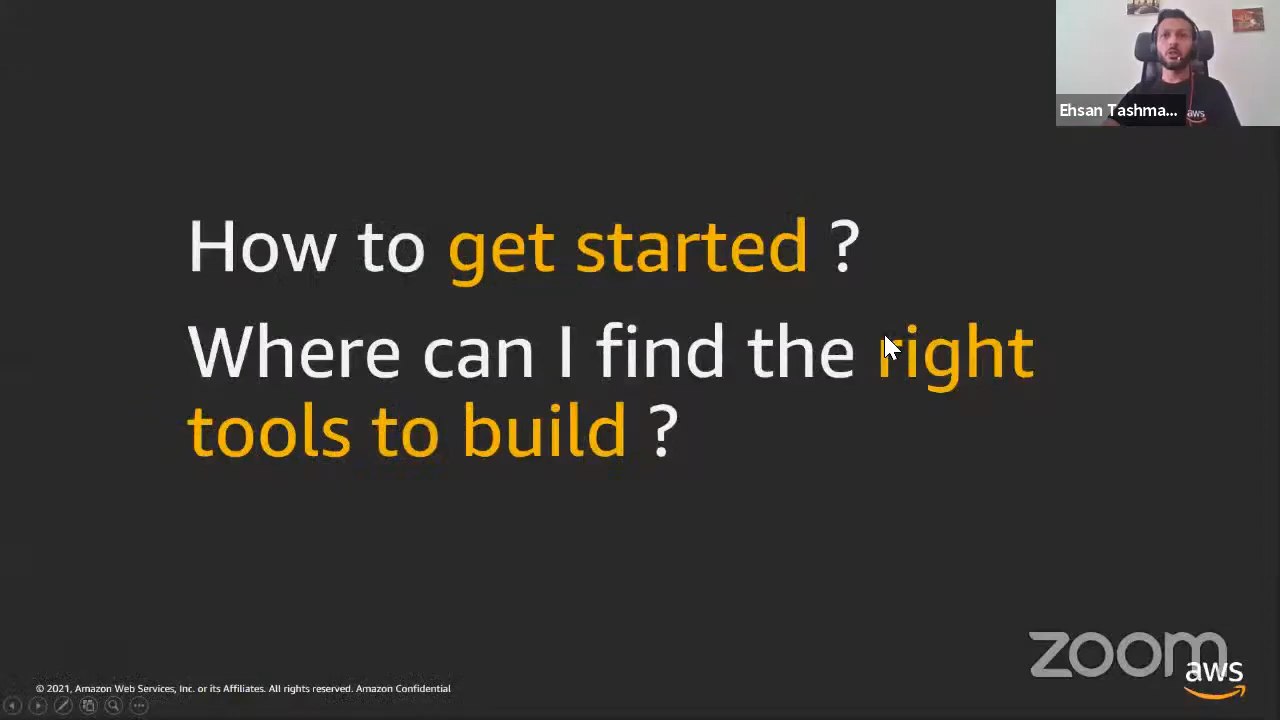 aws
Ehsan Tashma...
How to get started ?
Where can I find the right
tools to build ?
zoom
aws
© 2021, Amazon Web Services, Inc. or its Affiliates. All rights reserved. Amazon Confidential